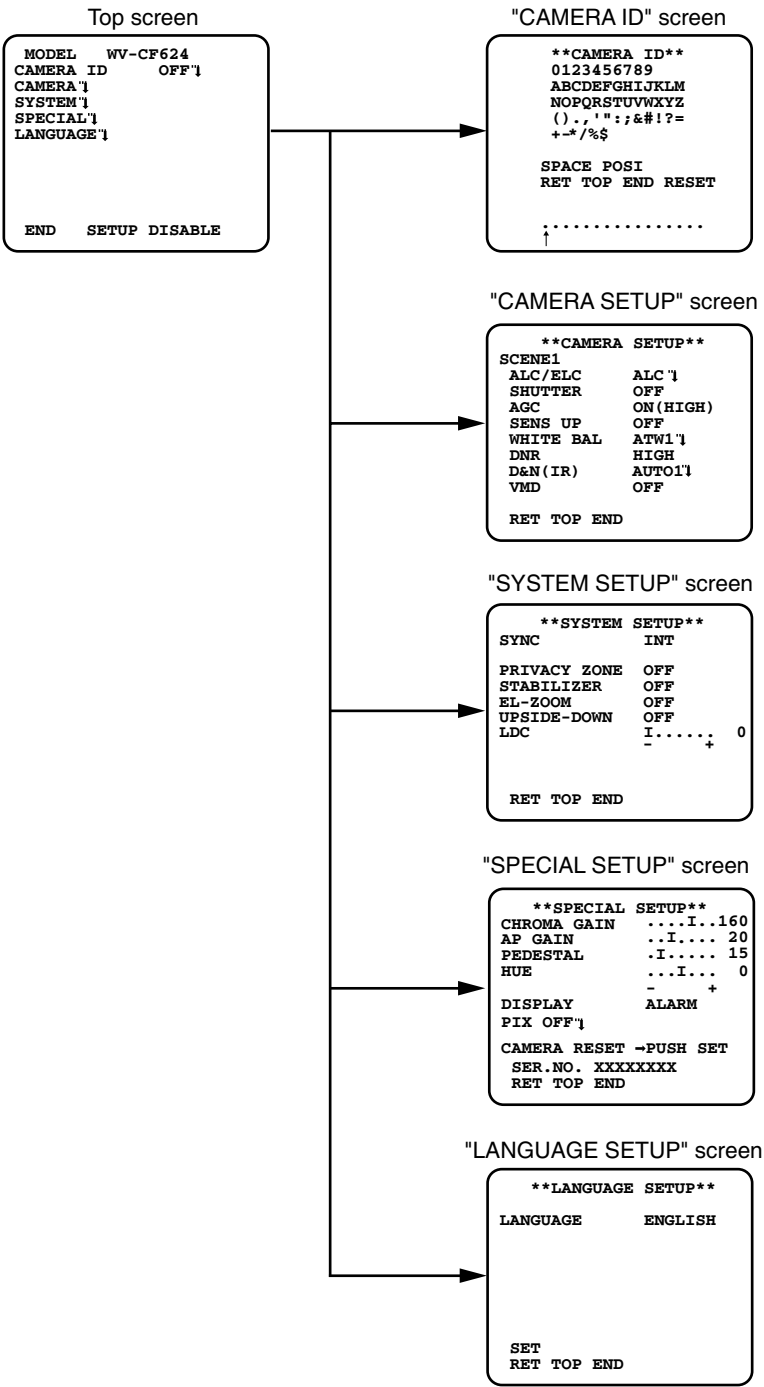 Top screen
MODEL WV-CF624
CAMERA ID OFF
CAMERA
SYSTEM
SPECIAL
LANGUAGE
END SETUP DISABLE
"CAMERA ID" screen
**CAMERA ID**
0123456789
ABCDEFGHIJKLM
NOPQRSTUVWXYZ
().,'":;&#!?=
+-*/%$
SPACE POSI
RET TOP END RESET
................
"CAMERA SETUP" screen
**CAMERA SETUP**
SCENE1
ALC/ELC ALC
SHUTTER OFF
AGC ON(HIGH)
SENS UP OFF
WHITE BAL ATW1
DNR HIGH
D&N(IR) AUTO1
VMD OFF
RET TOP END
"SYSTEM SETUP" screen
**SYSTEM SETUP**
SYNC INT
PRIVACY ZONE OFF
STABILIZER OFF
EL-ZOOM OFF
UPSIDE-DOWN OFF
LDC I...... 0
- +
RET TOP END
"SPECIAL SETUP" screen
**SPECIAL SETUP**
CHROMA GAIN ....I..160
AP GAIN ..I.... 20
PEDESTAL .I..... 15
HUE ...I... 0
- +
DISPLAY ALARM
PIX OFF
CAMERA RESET →PUSH SET
SER.NO. XXXXXXXX
RET TOP END
"LANGUAGE SETUP" screen
**LANGUAGE SETUP**
LANGUAGE ENGLISH
SET
RET TOP END